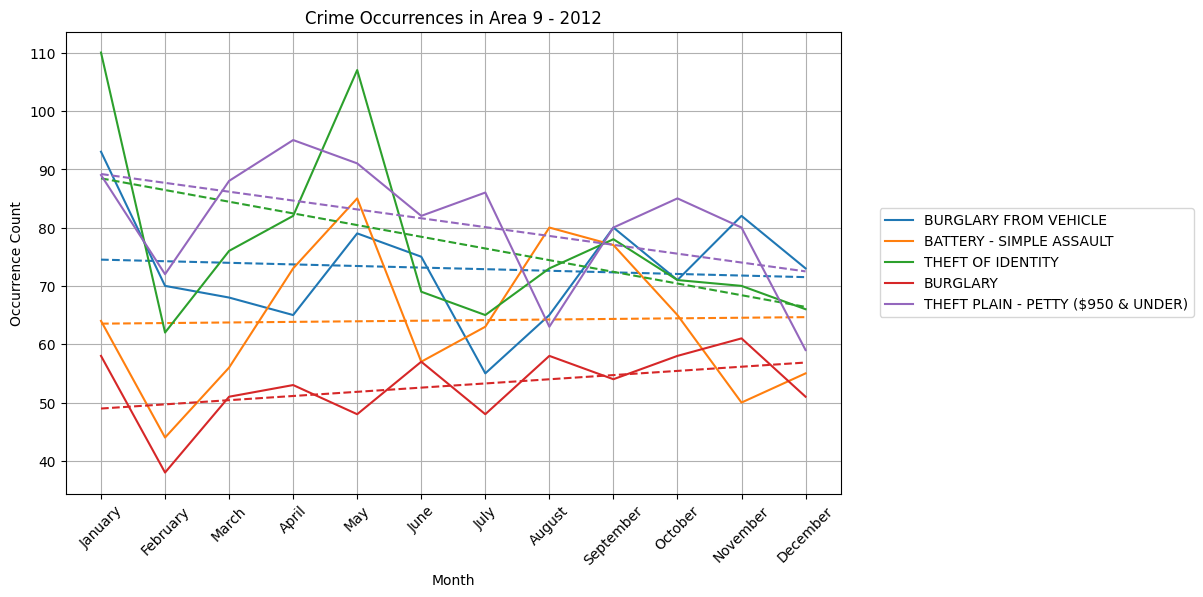 Crime Occurrences in Area 9 - 2012
Occurrence Count
110
100
90
80
70
60
50
40
January
February
March
April
May
June
July
August
September
October
November
December
Month
BURGLARY FROM VEHICLE
BATTERY - SIMPLE ASSAULT
THEFT OF IDENTITY
BURGLARY
THEFT PLAIN - PETTY ($950 & UNDER)